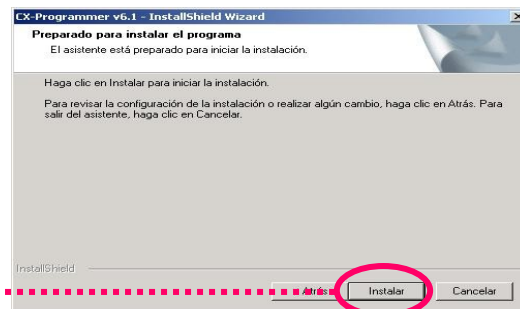 CX-Programmer v6.1 - InstallShield Wizard
Preparado para instalar el programa
El asistente está preparado para iniciar la instalación.
Haga clic en Instalar para iniciar la instalación.
Para revisar la configuración de la instalación o realizar algún cambio, haga clic en Atrás. Para
salir del asistente, haga clic en Cancelar.
InstallShield
Atrás Instalar Cancelar